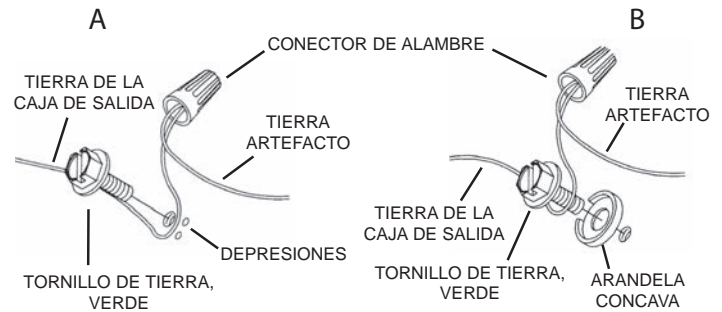 A
B
CONECTOR DE ALAMBRE
TIERRA DE LA
CAJA DE SALIDA
TIERRA
ARTEFACTO
DEPRESIONES
TORNILLO DE TIERRA,
VERDE
TIERRA
ARTEFACTO
TIERRA DE LA
CAJA DE SALIDA
TORNILLO DE TIERRA,
VERDE
ARANDELA
CONCAVA